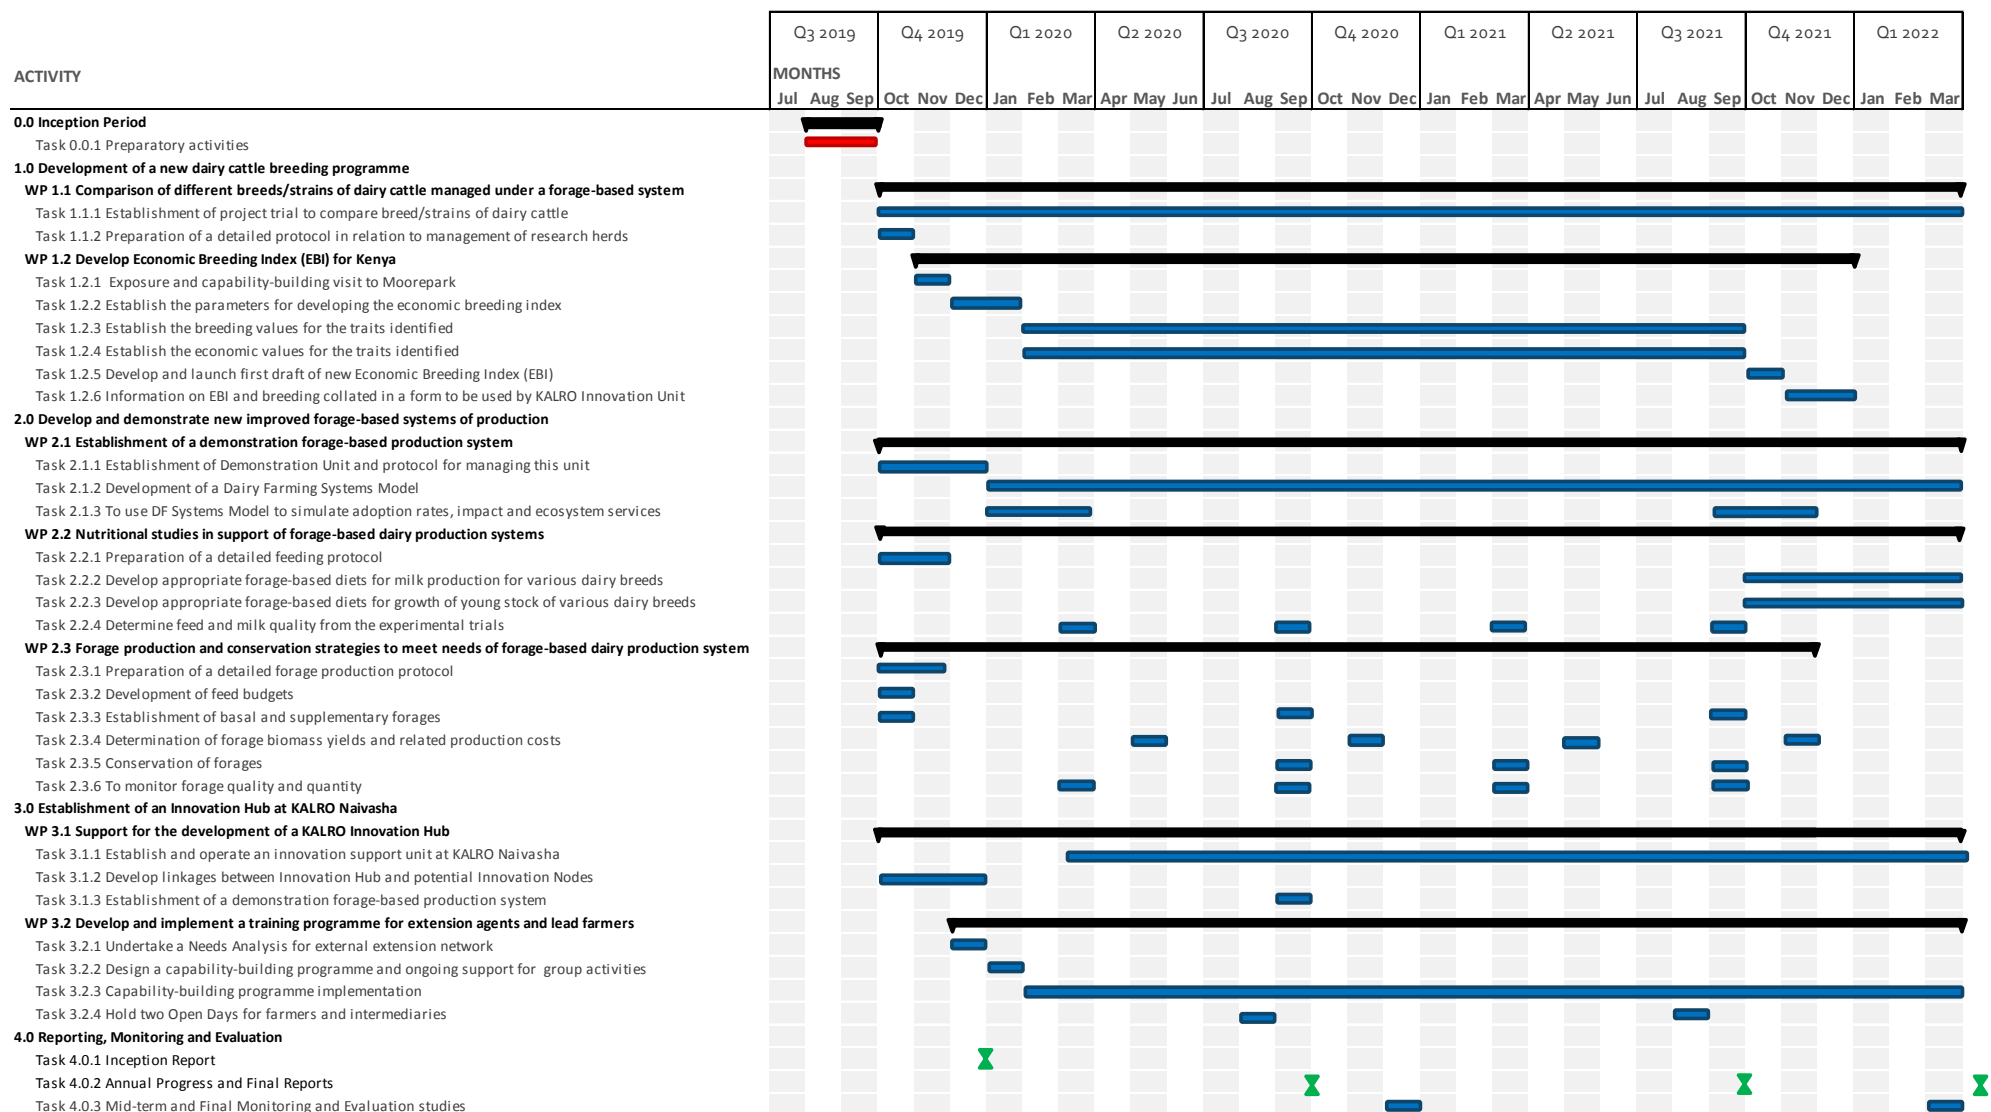 Q3 2019 Q4 2019 Q1 2020 Q2 2020 Q3 2020 Q4 2020 Q1 2021 Q2 2021 Q3 2021 Q4 2021 Q1 2022
ACTIVITY MONTHS
Jul Aug Sep Oct Nov Dec Jan Feb Mar Apr May Jun Jul Aug Sep Oct Nov Dec Jan Feb Mar Apr May Jun Jul Aug Sep Oct Nov Dec Jan Feb Mar
0.0 Inception Period
Task 0.0.1 Preparatory activities
1.0 Development of a new dairy cattle breeding programme
WP 1.1 Comparison of different breeds/strains of dairy cattle managed under a forage-based system
Task 1.1.1 Establishment of project trial to compare breed/strains of dairy cattle
Task 1.1.2 Preparation of a detailed protocol in relation to management of research herds
WP 1.2 Develop Economic Breeding Index (EBI) for Kenya
Task 1.2.1 Exposure and capability-building visit to Moorepark
Task 1.2.2 Establish the parameters for developing the economic breeding index
Task 1.2.3 Establish the breeding values for the traits identified
Task 1.2.4 Establish the economic values for the traits identified
Task 1.2.5 Develop and launch first draft of new Economic Breeding Index (EBI)
Task 1.2.6 Information on EBI and breeding collated in a form to be used by KALRO Innovation Unit
2.0 Develop and demonstrate new improved forage-based systems of production
WP 2.1 Establishment of a demonstration forage-based production system
Task 2.1.1 Establishment of Demonstration Unit and protocol for managing this unit
Task 2.1.2 Development of a Dairy Farming Systems Model
Task 2.1.3 To use DF Systems Model to simulate adoption rates, impact and ecosystem services
WP 2.2 Nutritional studies in support of forage-based dairy production systems
Task 2.2.1 Preparation of a detailed feeding protocol
Task 2.2.2 Develop appropriate forage-based diets for milk production for various dairy breeds
Task 2.2.3 Develop appropriate forage-based diets for growth of young stock of various dairy breeds
Task 2.2.4 Determine feed and milk quality from the experimental trials
WP 2.3 Forage production and conservation strategies to meet needs of forage-based dairy production system
Task 2.3.1 Preparation of a detailed forage production protocol
Task 2.3.2 Development of feed budgets
Task 2.3.3 Establishment of basal and supplementary forages
Task 2.3.4 Determination of forage biomass yields and related production costs
Task 2.3.5 Conservation of forages
Task 2.3.6 To monitor forage quality and quantity
3.0 Establishment of an Innovation Hub at KALRO Naivasha
WP 3.1 Support for the development of a KALRO Innovation Hub
Task 3.1.1 Establish and operate an innovation support unit at KALRO Naivasha
Task 3.1.2 Develop linkages between Innovation Hub and potential Innovation Nodes
Task 3.1.3 Establishment of a demonstration forage-based production system
WP 3.2 Develop and implement a training programme for extension agents and lead farmers
Task 3.2.1 Undertake a Needs Analysis for external extension network
Task 3.2.2 Design a capability-building programme and ongoing support for group activities
Task 3.2.3 Capability-building programme implementation
Task 3.2.4 Hold two Open Days for farmers and intermediaries
4.0 Reporting, Monitoring and Evaluation
Task 4.0.1 Inception Report
Task 4.0.2 Annual Progress and Final Reports
Task 4.0.3 Mid-term and Final Monitoring and Evaluation studies